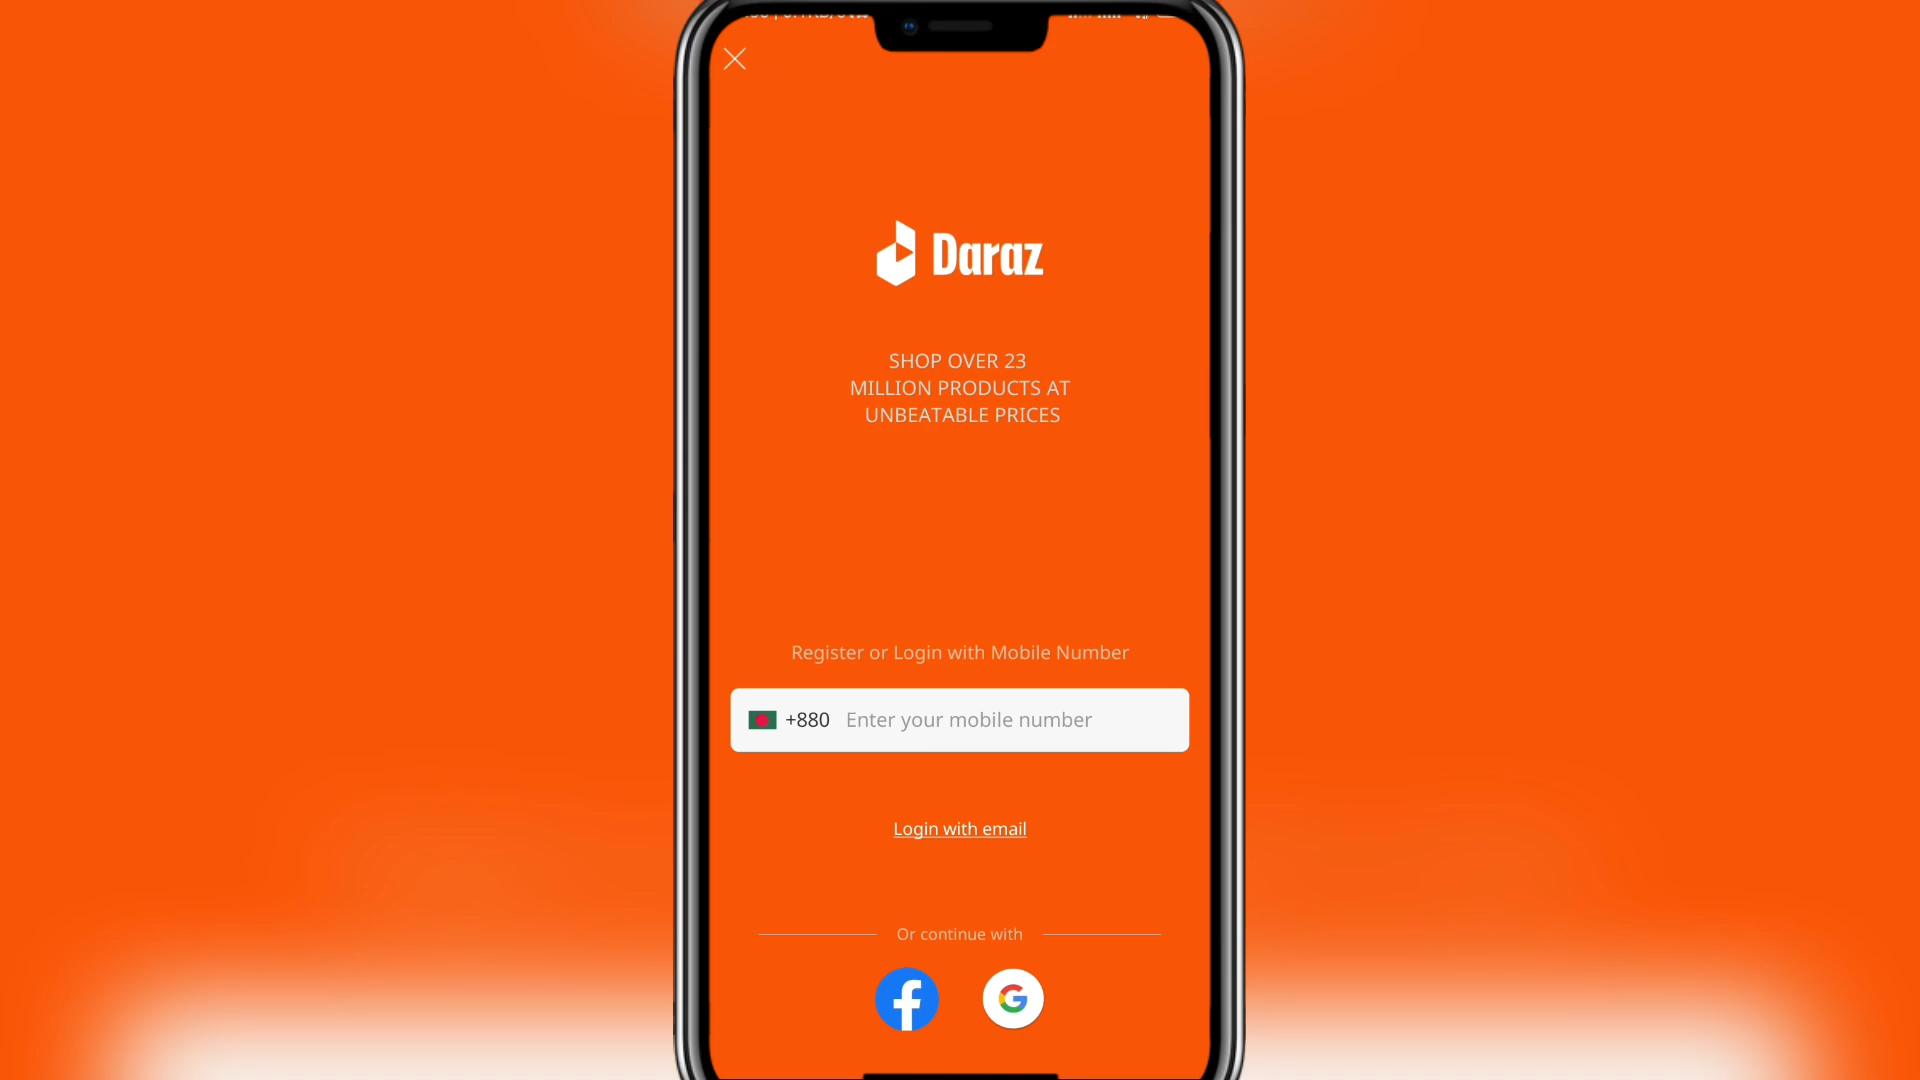 Daraz
SHOP OVER 23
MILLION PRODUCTS AT
UNBEATABLE PRICES
Register or Login with Mobile Number
+880 Enter your mobile number
Login with email
Or continue with